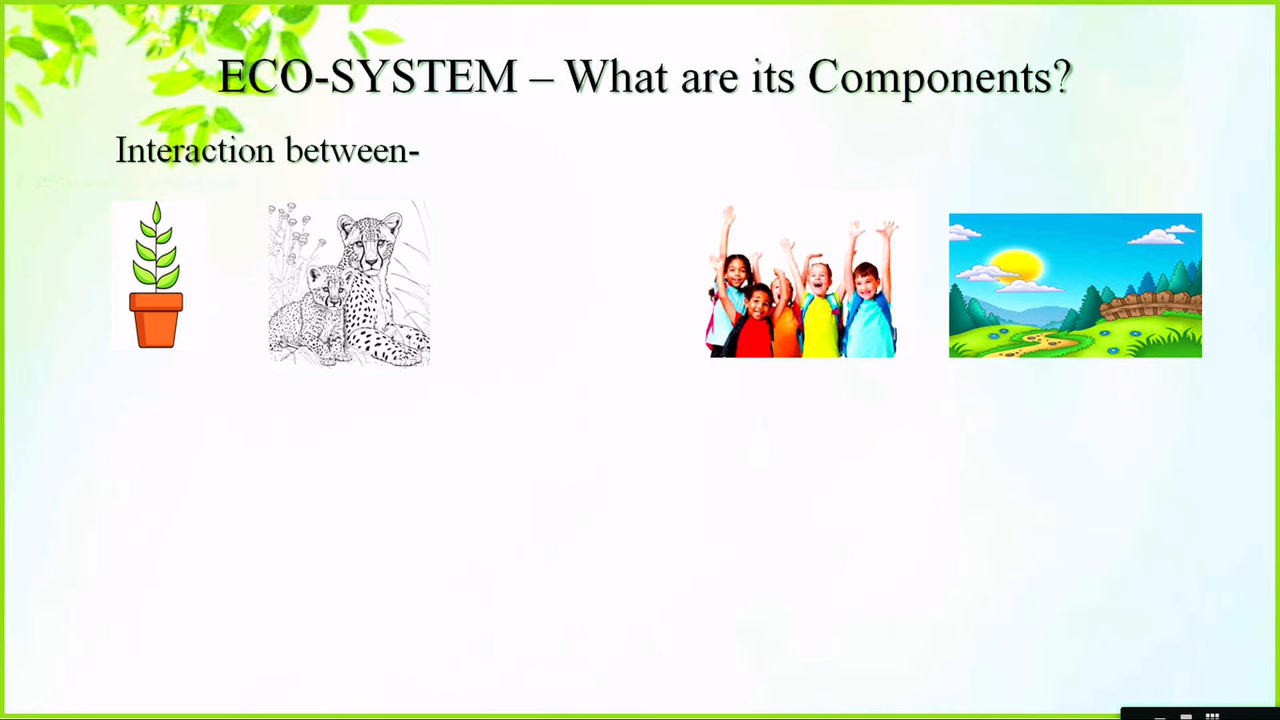 ECO-SYSTEM – What are its Components?
Interaction between-